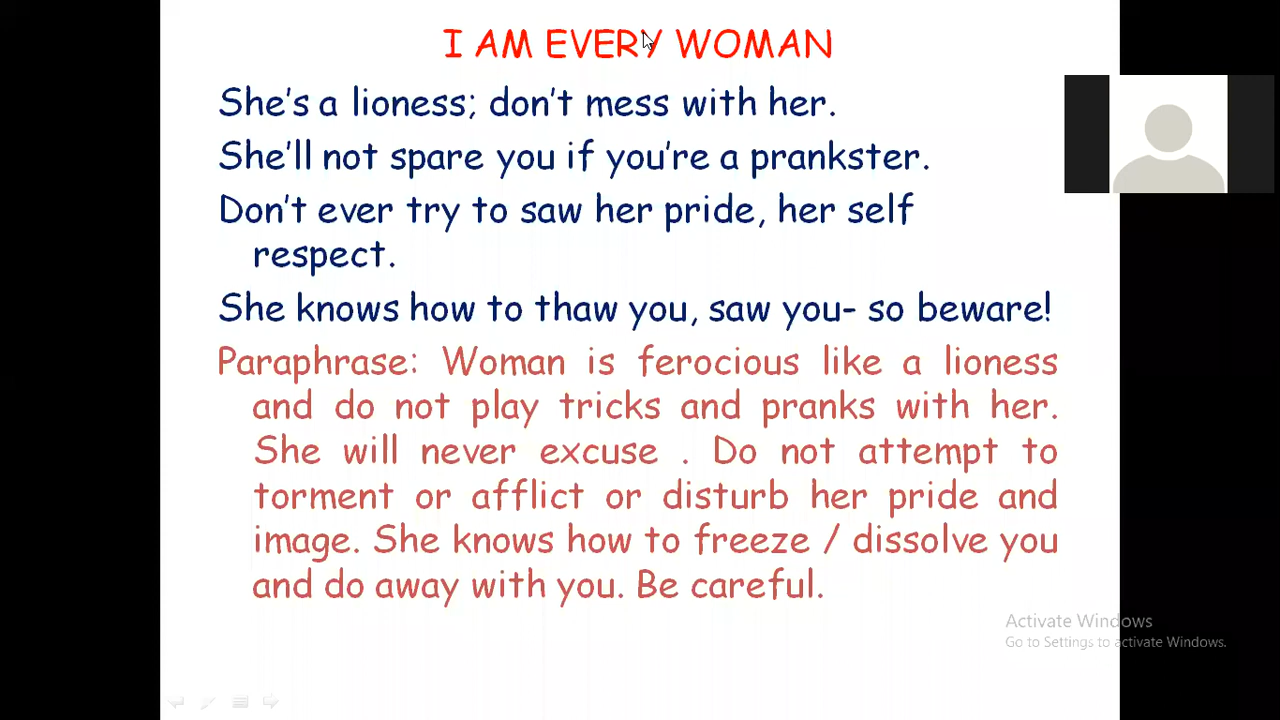 I AM EVERY WOMAN
She's a lioness; don't mess with her.
She'll not spare you if you're a prankster.
Don't ever try to saw her pride, her self
respect.
She knows how to thaw you, saw you- so beware!
Paraphrase: Woman is ferocious like a lioness
and do not play tricks and pranks with her.
She will never excuse . Do not attempt to
torment or afflict or disturb her pride and
image. She knows how to freeze / dissolve you
and do away with you. Be careful.
Activate Windows
Go to Settings to activate Windows.